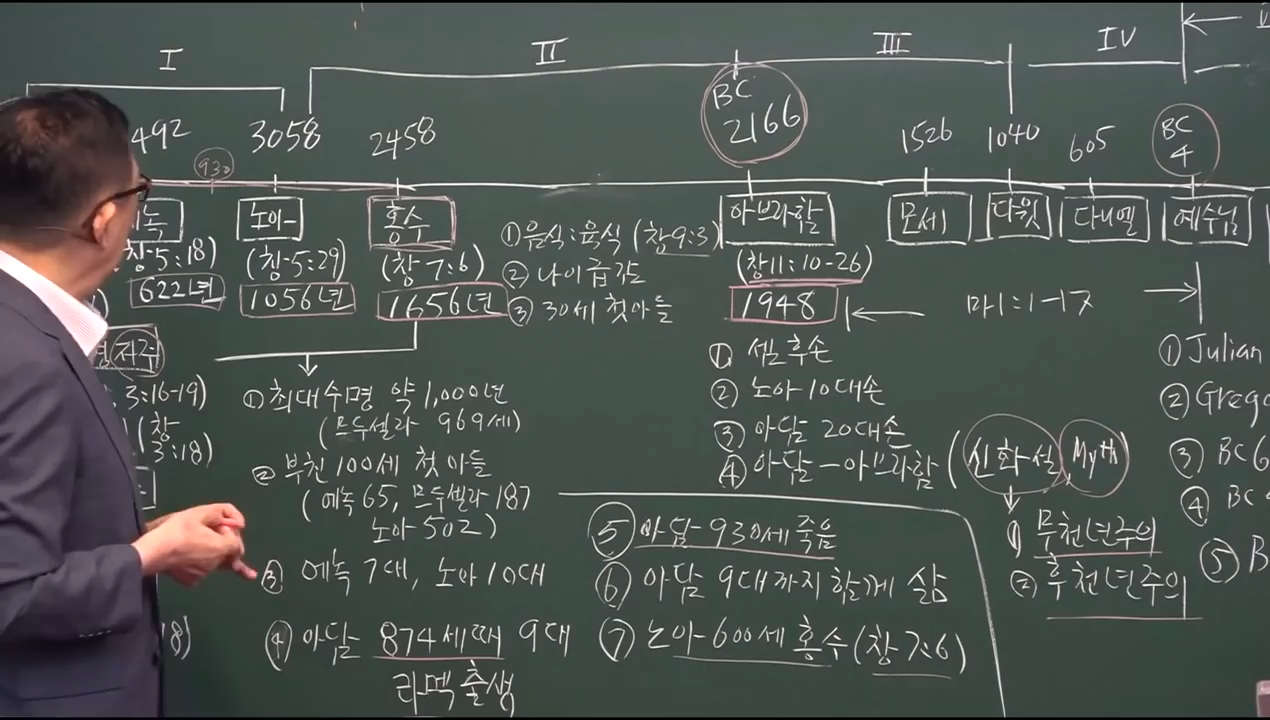 I II III IV
492 930 3058 2458 BC 2166 1526 1040 605 BC 4
녹 노아 홍수 아브라함 모세 다윗 다니엘 예수님
창5:18) (창5:29) (창7:6) (창11:10-26)
622년 1056년 1656년 1948
① 음식:육식 (창9:3)
② 나이 급감
③ 30세 첫 아들
마1:1-17
저주
3:16-19)
(창
3:18)
18)
① 최대수명 약 1,000년
(므두셀라 969세)
② 부친 100세 첫 아들
(에녹 65, 므두셀라 187
노아 502)
③ 에녹 7대, 노아 10대
④ 아담 874세때 9대
라멕 출생
① 셈 후손
② 노아 10대손
③ 아담 20대손
④ 아담-아브라함 (신화-설 Myth)
① 무천년주의
② 후천년주의
⑤ 아담 930세 죽음
⑥ 아담 9대까지 함께 삶
⑦ 노아 600세 홍수 (창7:6)
① Julian
② Grego
③ BC 6
④ BC
⑤ B